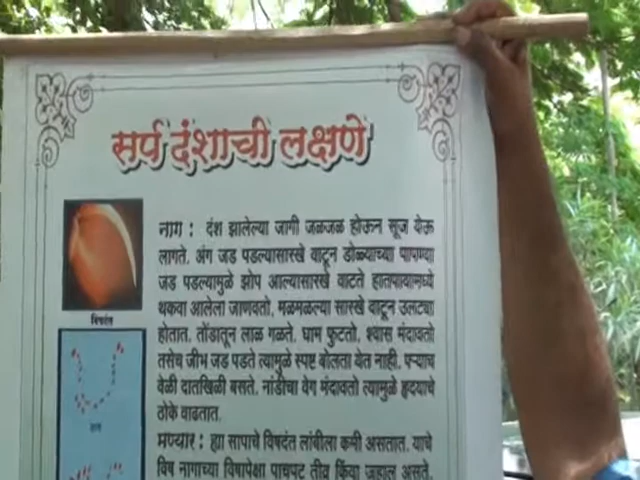 सर्प दंशाची लक्षणे
नाग : दंश झालेल्या जागी जळजळ होऊन सूज येऊ
लागते. अंग जड पडल्यासारखे वाटून डोळ्याच्या पापण्या
जड पडल्यामुळे झोप आल्यासारखे वाटते हातापायामध्ये
थकवा आलेला जाणवतो, मळमळल्या सारखे वाटून उलट्या
होतात. तोंडातून लाळ गळते. घाम फुटतो, श्वास मंदावतो
तसेच जीभ जड पडते त्यामुळे स्पष्ट बोलता येत नाही. पऱ्याच
वेळी दातखिळी बसते. नांडीचा वेग मंदावतो त्यामुळे हृदयाचे
ठोके वाढतात.
मण्यार : ह्या सापाचे विषदंत लांबीला कमी असतात. याचे
विष नागाच्या विषापेक्षा पाचपट तीव्र किंवा जहाल असते.
विषदंत